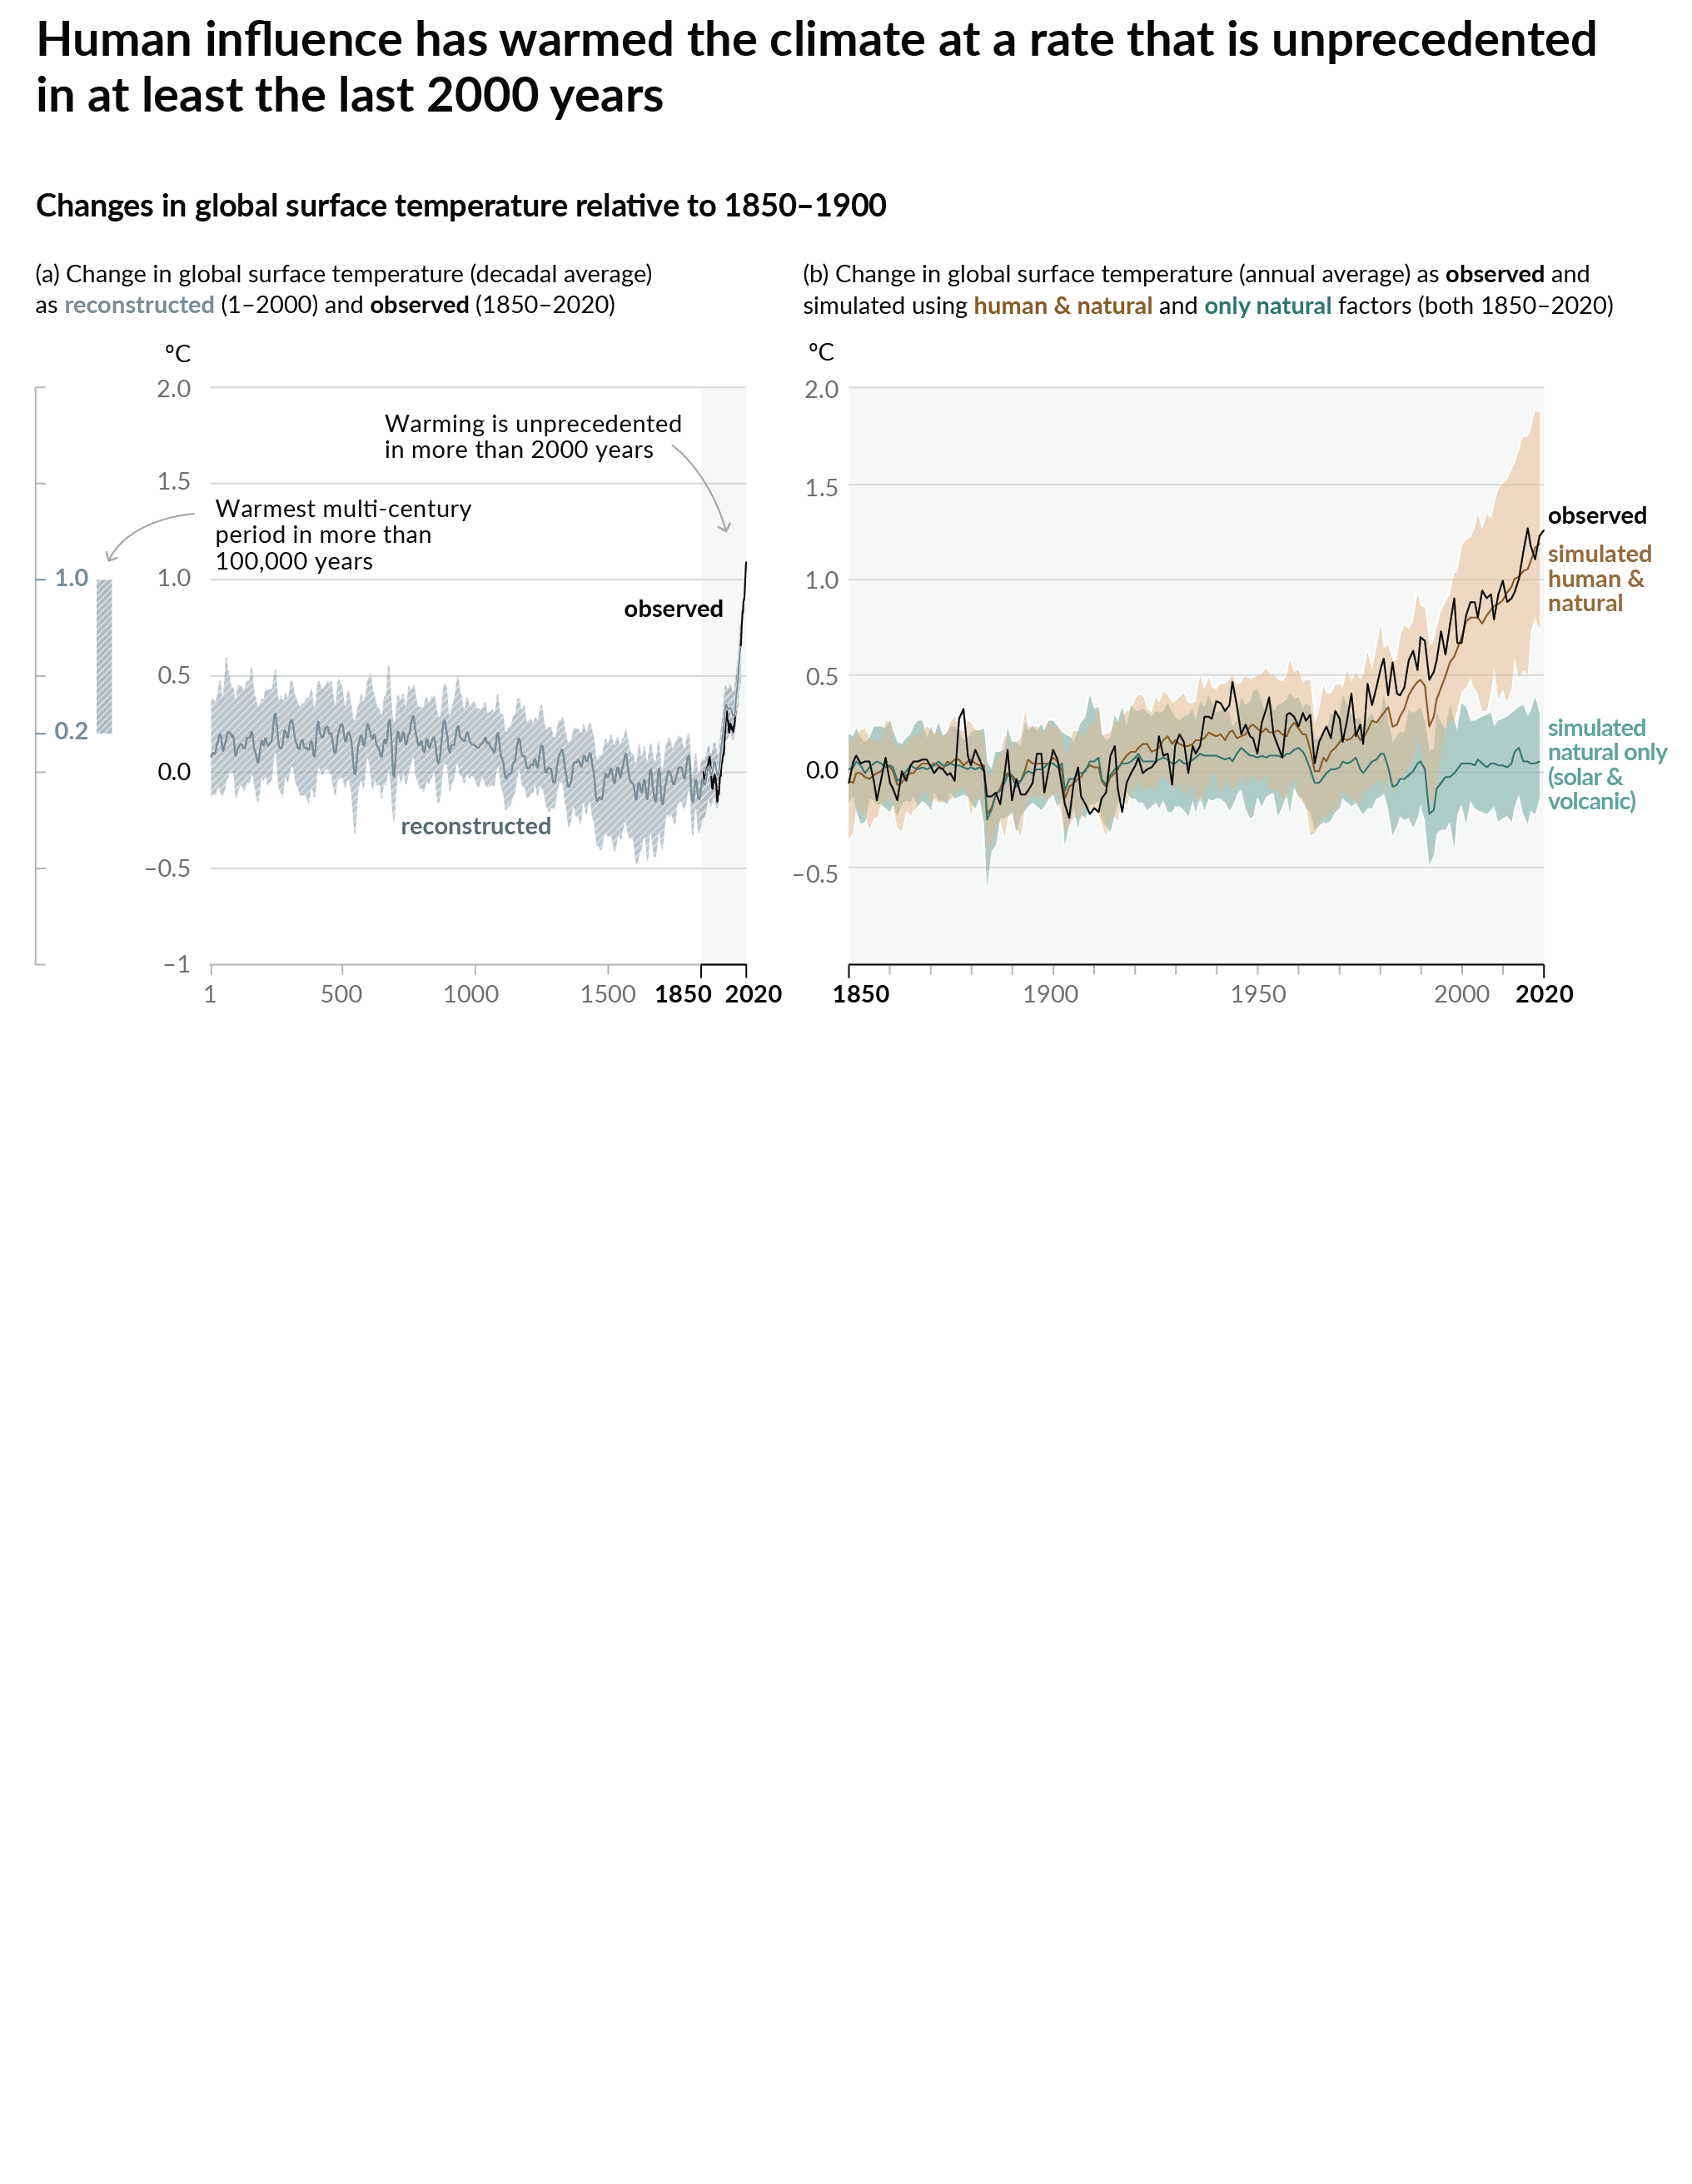 Human influence has warmed the climate at a rate that is unprecedented
in at least the last 2000 years
Changes in global surface temperature relative to 1850–1900
(a) Change in global surface temperature (decadal average)
as reconstructed (1–2000) and observed (1850–2020)
ºC
2.0
1.5
1.0
0.5
0.0
–0.5
–1
1.0
0.2
Warming is unprecedented
in more than 2000 years
Warmest multi-century
period in more than
100,000 years
observed
reconstructed
1
500
1000
1500
1850
2020
(b) Change in global surface temperature (annual average) as observed and
simulated using human & natural and only natural factors (both 1850–2020)
ºC
2.0
1.5
1.0
0.5
0.0
–0.5
observed
simulated
human &
natural
simulated
natural only
(solar &
volcanic)
1850
1900
1950
2000
2020